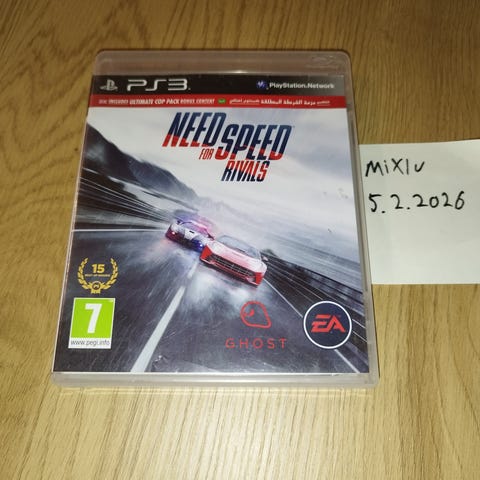 PS3
PlayStation Network
DISC INCLUDES ULTIMATE COP PACK BONUS CONTENT
NEED
FOR SPEED
RIVALS
MiXlu
5.2.2026
15
7
www.pegi.info
GHOST
EA